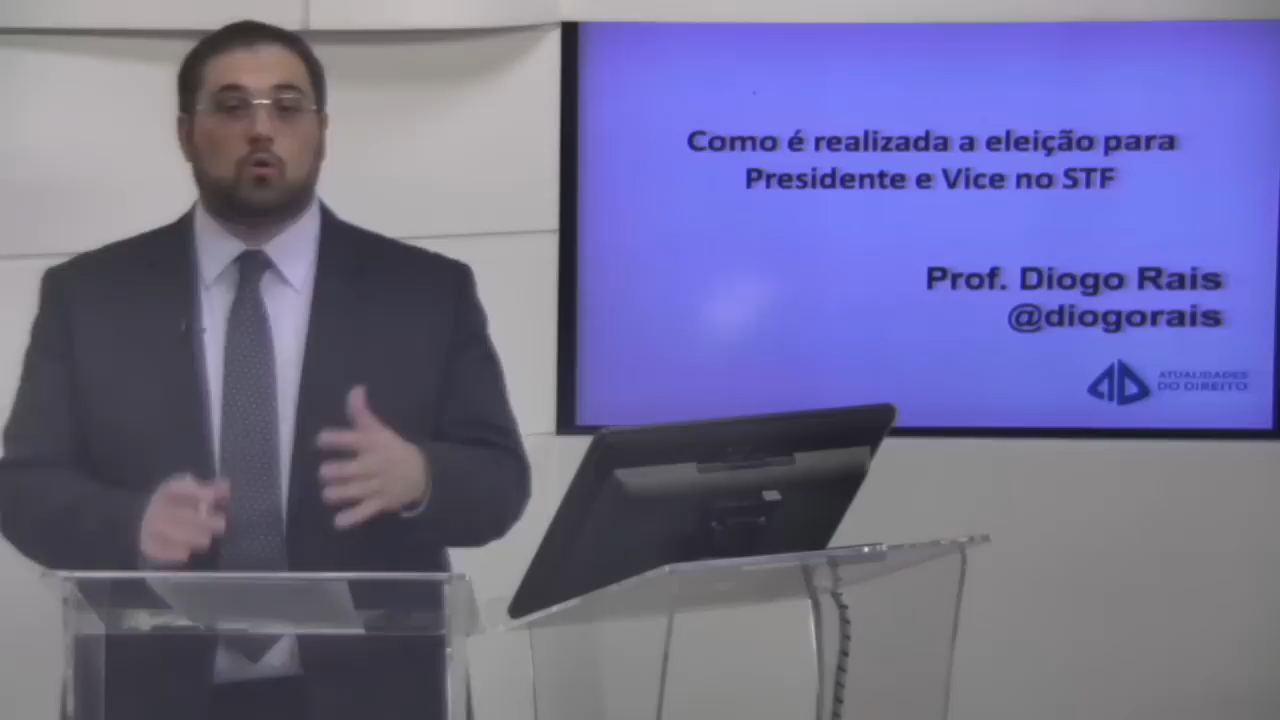 Como é realizada a eleição para
Presidente e Vice no STF
Prof. Diogo Rais
@diogorais
ATUALIDADES
DO DIREITO